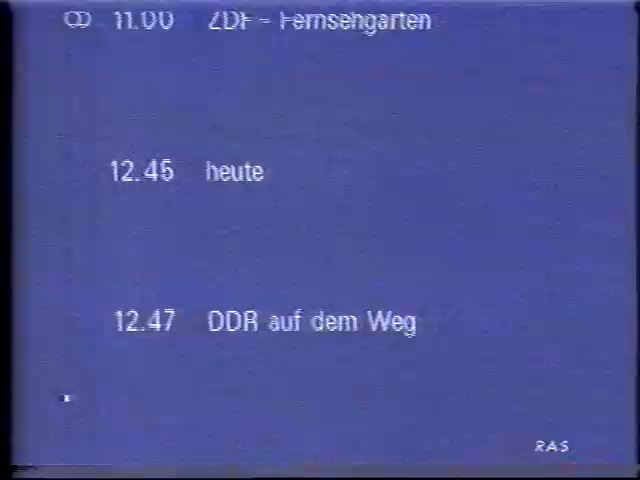 11.00 ZDF - Fernsehgarten
12.45 heute
12.47 DDR auf dem Weg
RAS